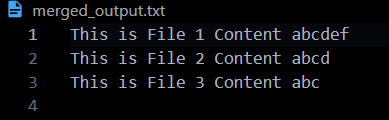 merged_output.txt
1 This is File 1 Content abcdef
2 This is File 2 Content abcd
3 This is File 3 Content abc
4